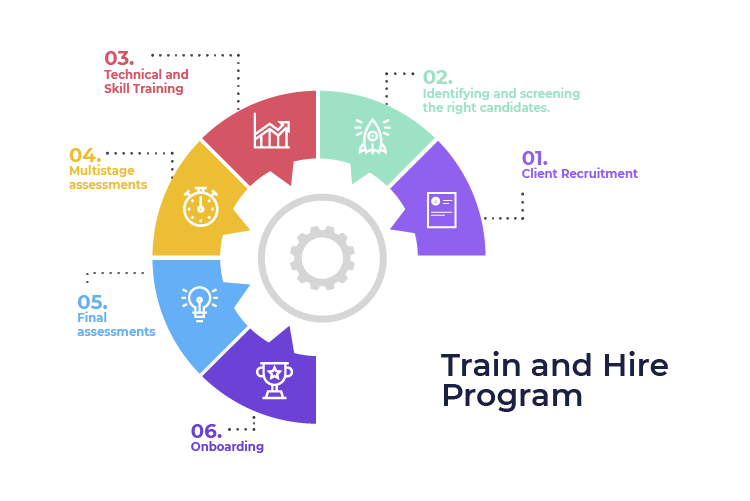 03.
Technical and
Skill Training
02.
Identifying and screening
the right candidates.
04.
Multistage
assessments
01.
Client Recruitment
05.
Final
assessments
Train and Hire
Program
06.
Onboarding